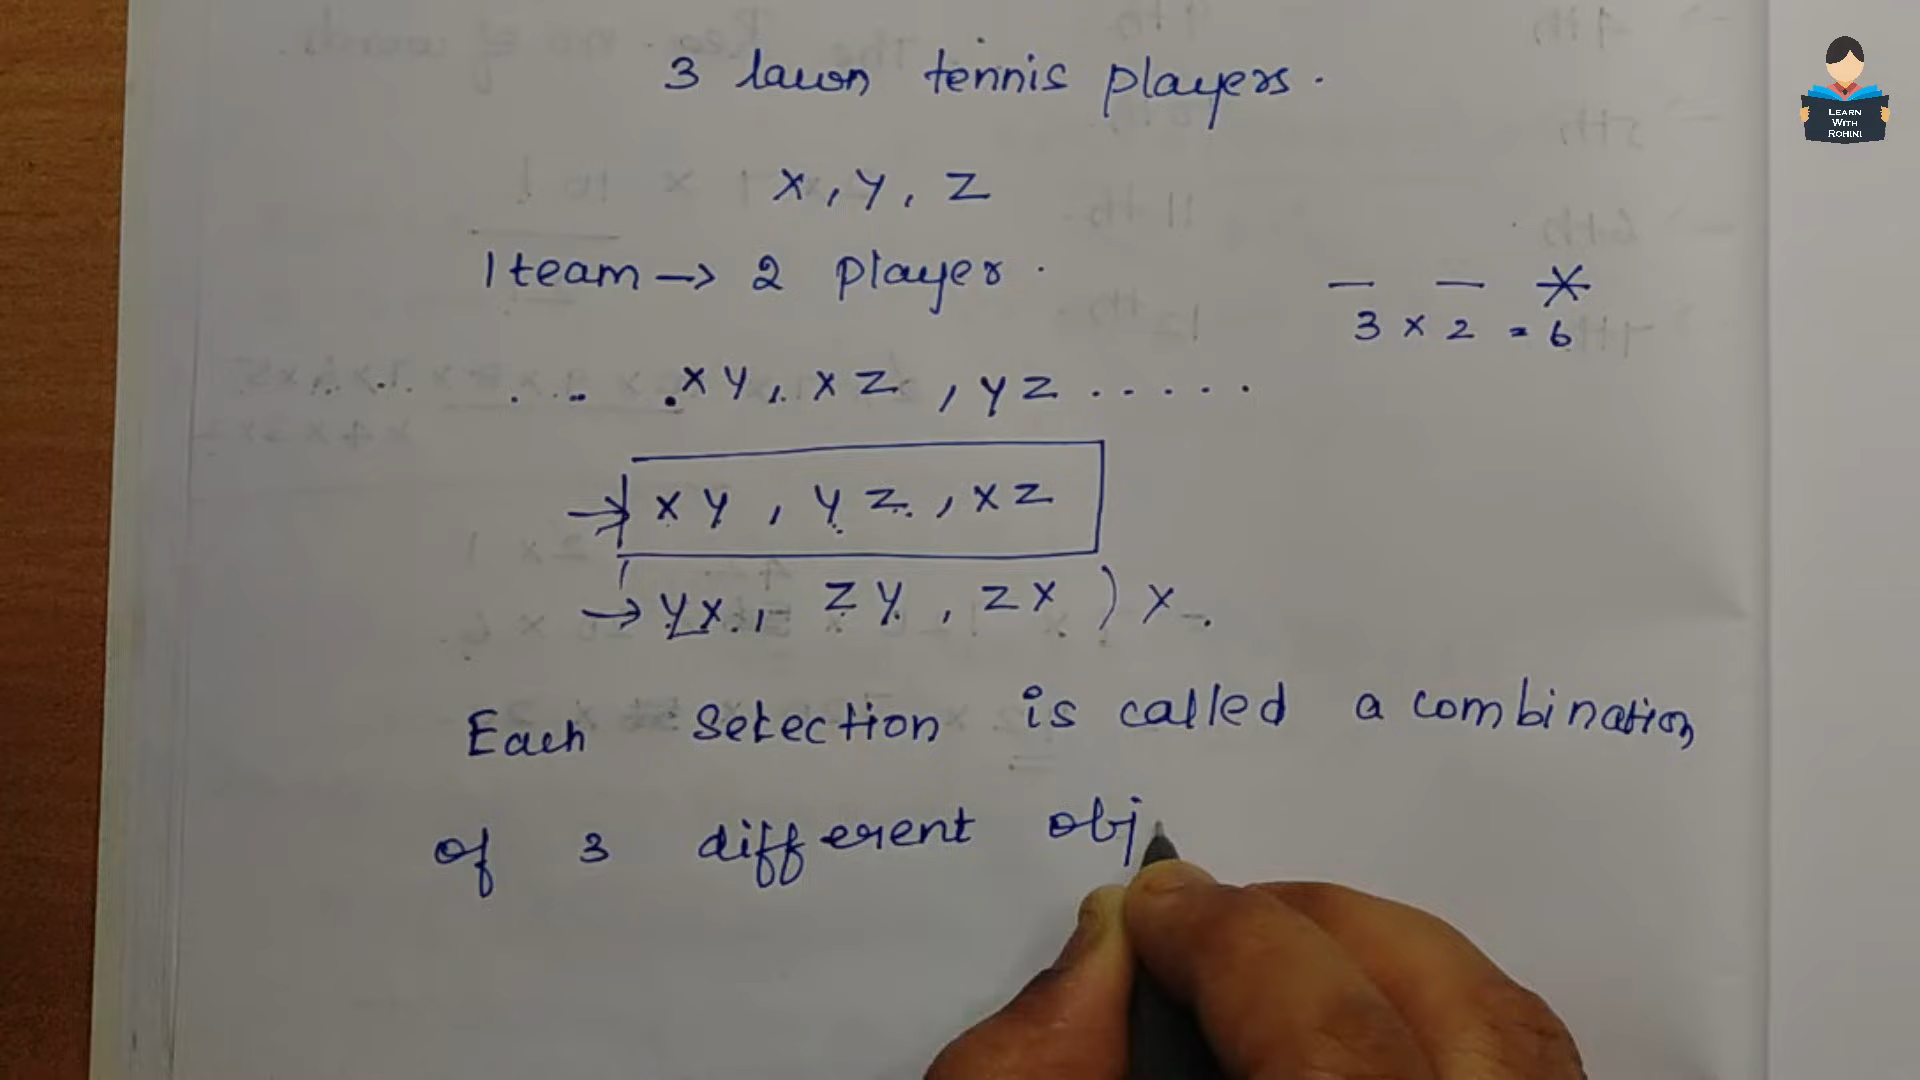 3 lawn tennis players.
x, y, z
1 team → 2 player.
— — ✗
3 × 2 = 6
. . . . . . xy, xz, yz . . . . .
→ xy, yz, xz
→ (yx, zy, zx) x.
Each Selection is called a combination
of 3 different obj
LEARN
WITH
ROHINI